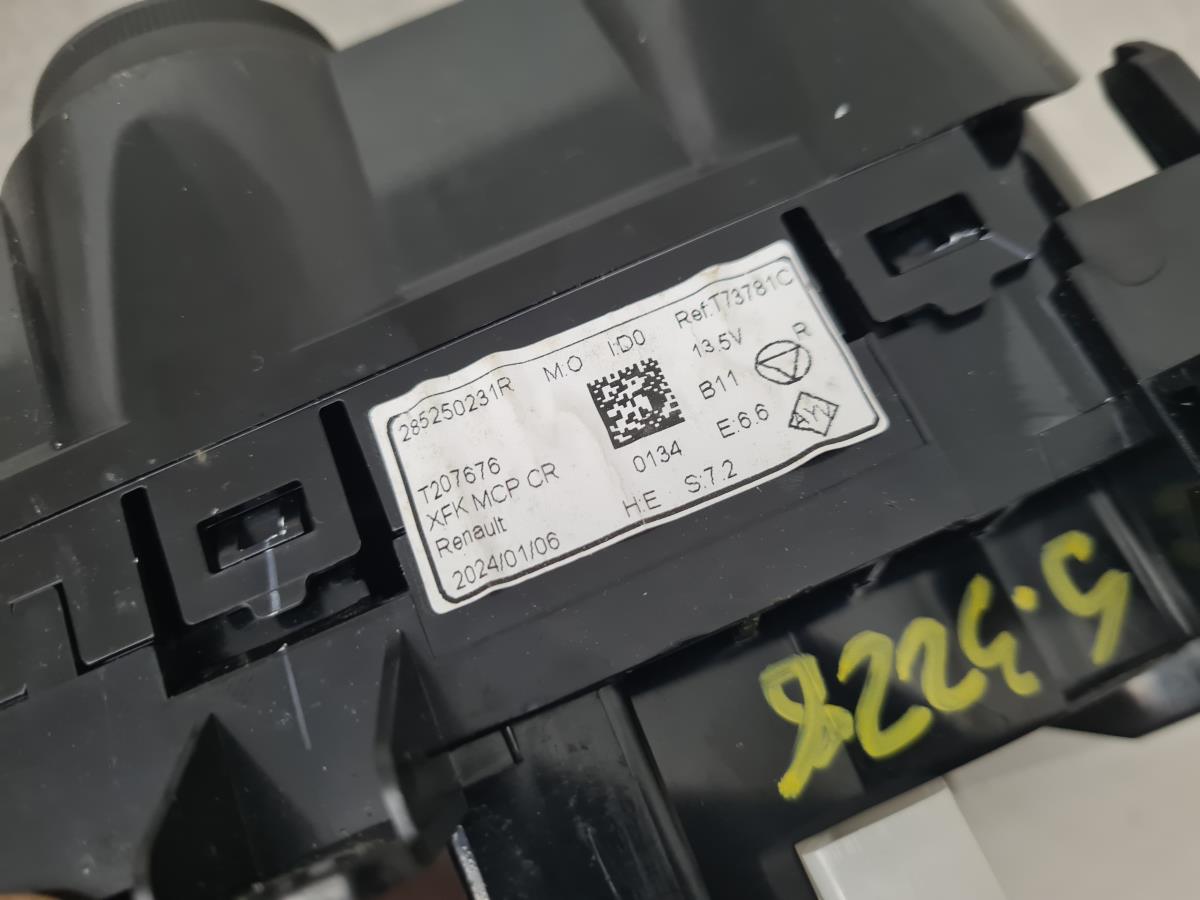 285250231R M:O I:D0 Ref:T73781C
13.5V R
T207676 B11
XFK MCP CR 0134 E:6.6
Renault H:E S:7.2
2024/01/06
5.3228